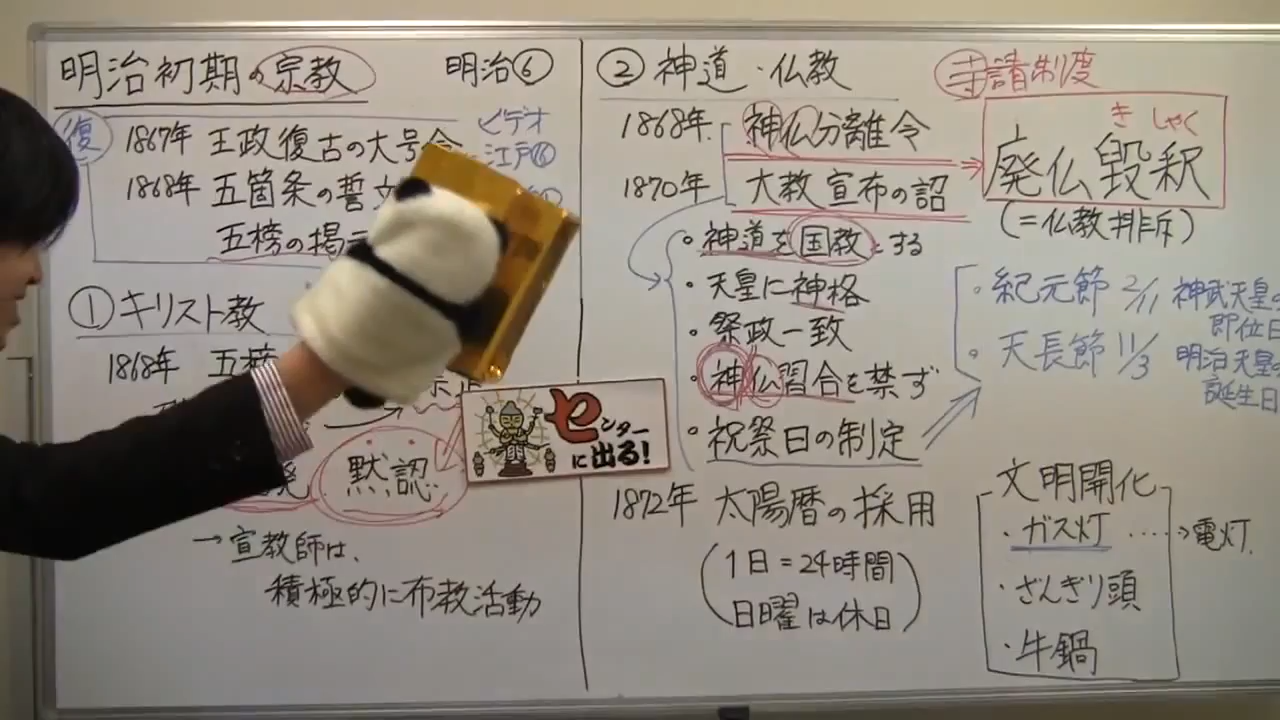 明治初期の宗教 明治⑥
復
1867年 王政復古の大号令
ビデオ
江戸⑯
1868年 五箇条の誓文
五榜の掲示
①キリスト教
1868年 五榜
禁止
黙認
→宣教師は、
積極的に布教活動
センターに出る!
②神道・仏教
寺請制度
1868年 神仏分離令
1870年 大教宣布の詔
きしゃく
廃仏毀釈
(=仏教排斥)
・神道を国教とする
・天皇に神格
・祭政一致
・神仏習合を禁ず
・祝祭日の制定
・紀元節 2/11 神武天皇の
即位日
・天長節 11/3 明治天皇の
誕生日
1872年 太陽暦の採用
(1日=24時間
日曜は休日)
文明開化
・ガス灯 ‥‥→電灯
・ざんぎり頭
・牛鍋